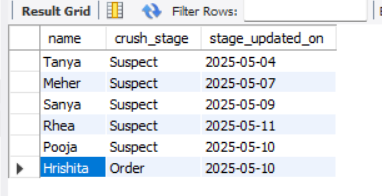 Result Grid Filter Rows:
name crush_stage stage_updated_on
Tanya Suspect 2025-05-04
Meher Suspect 2025-05-07
Sanya Suspect 2025-05-09
Rhea Suspect 2025-05-11
Pooja Suspect 2025-05-10
Hrishita Order 2025-05-10